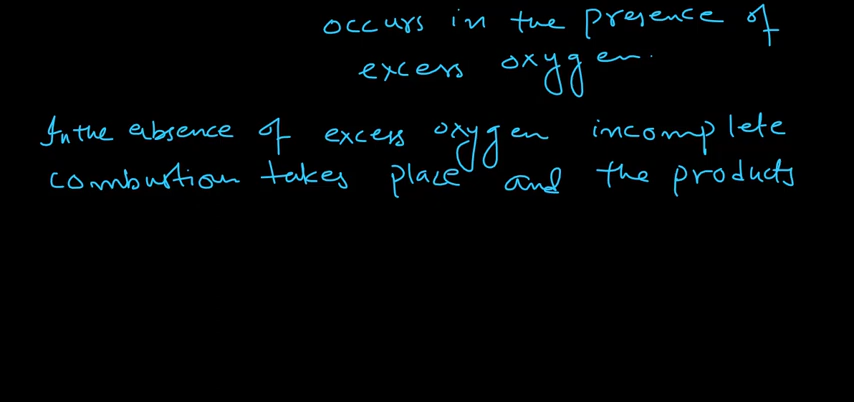 occurs in the presence of
excess oxygen.
In the absence of excess oxygen incomplete
combustion takes place and the products